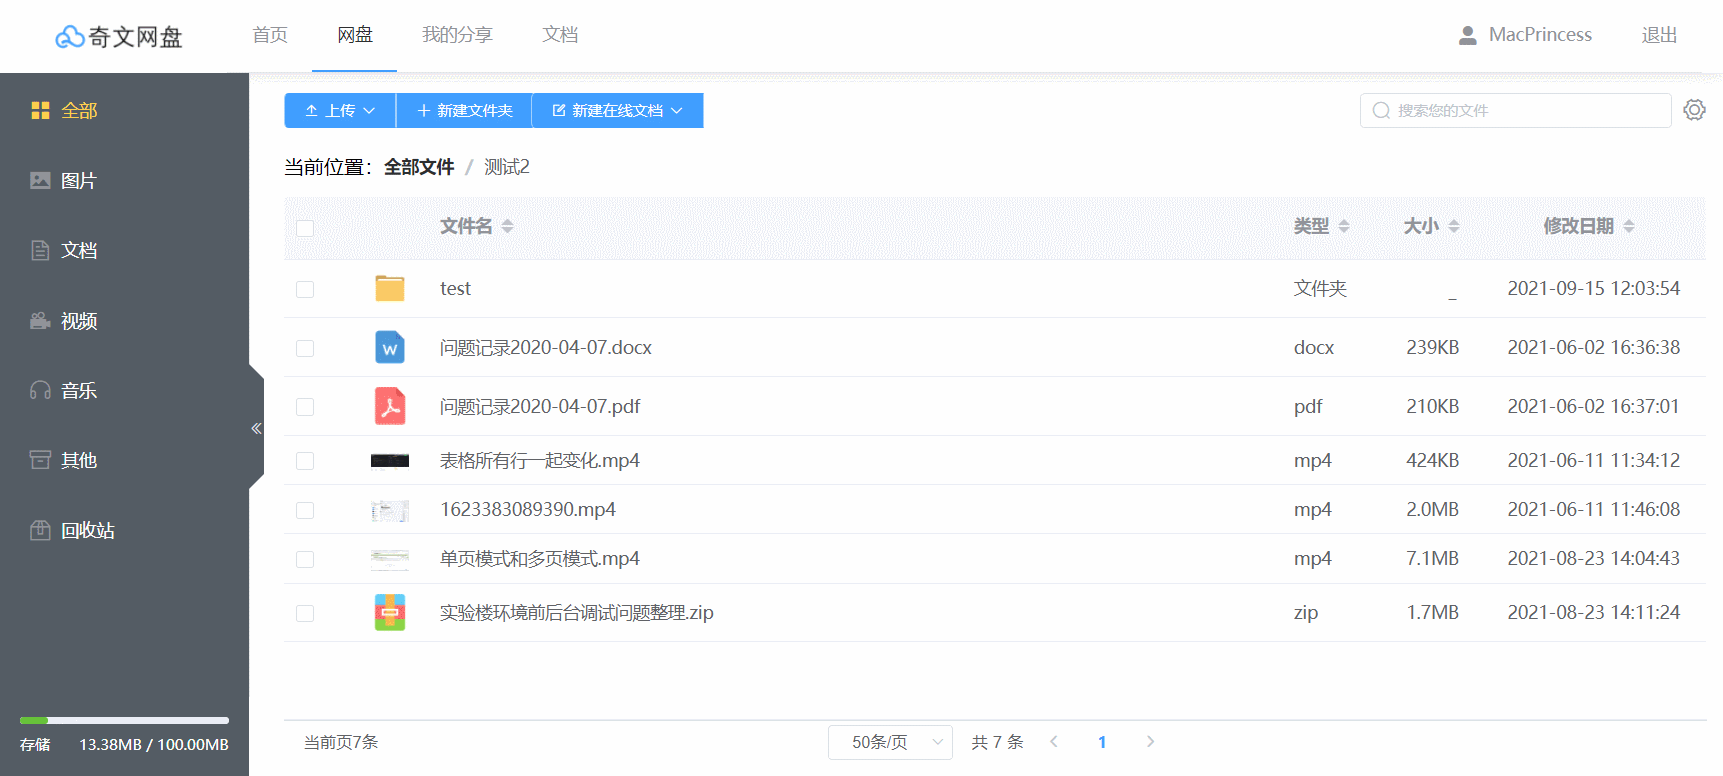 奇文网盘 首页 网盘 我的分享 文档 MacPrincess 退出
全部
图片
文档
视频
音乐
其他
回收站
存储 13.38MB / 100.00MB
上传 新建文件夹 新建在线文档 搜索您的文件
当前位置： 全部文件 / 测试2
文件名 类型 大小 修改日期
test 文件夹 _ 2021-09-15 12:03:54
问题记录2020-04-07.docx docx 239KB 2021-06-02 16:36:38
问题记录2020-04-07.pdf pdf 210KB 2021-06-02 16:37:01
表格所有行一起变化.mp4 mp4 424KB 2021-06-11 11:34:12
1623383089390.mp4 mp4 2.0MB 2021-06-11 11:46:08
单页模式和多页模式.mp4 mp4 7.1MB 2021-08-23 14:04:43
实验楼环境前后台调试问题整理.zip zip 1.7MB 2021-08-23 14:11:24
当前页7条 50条/页 共 7 条 1